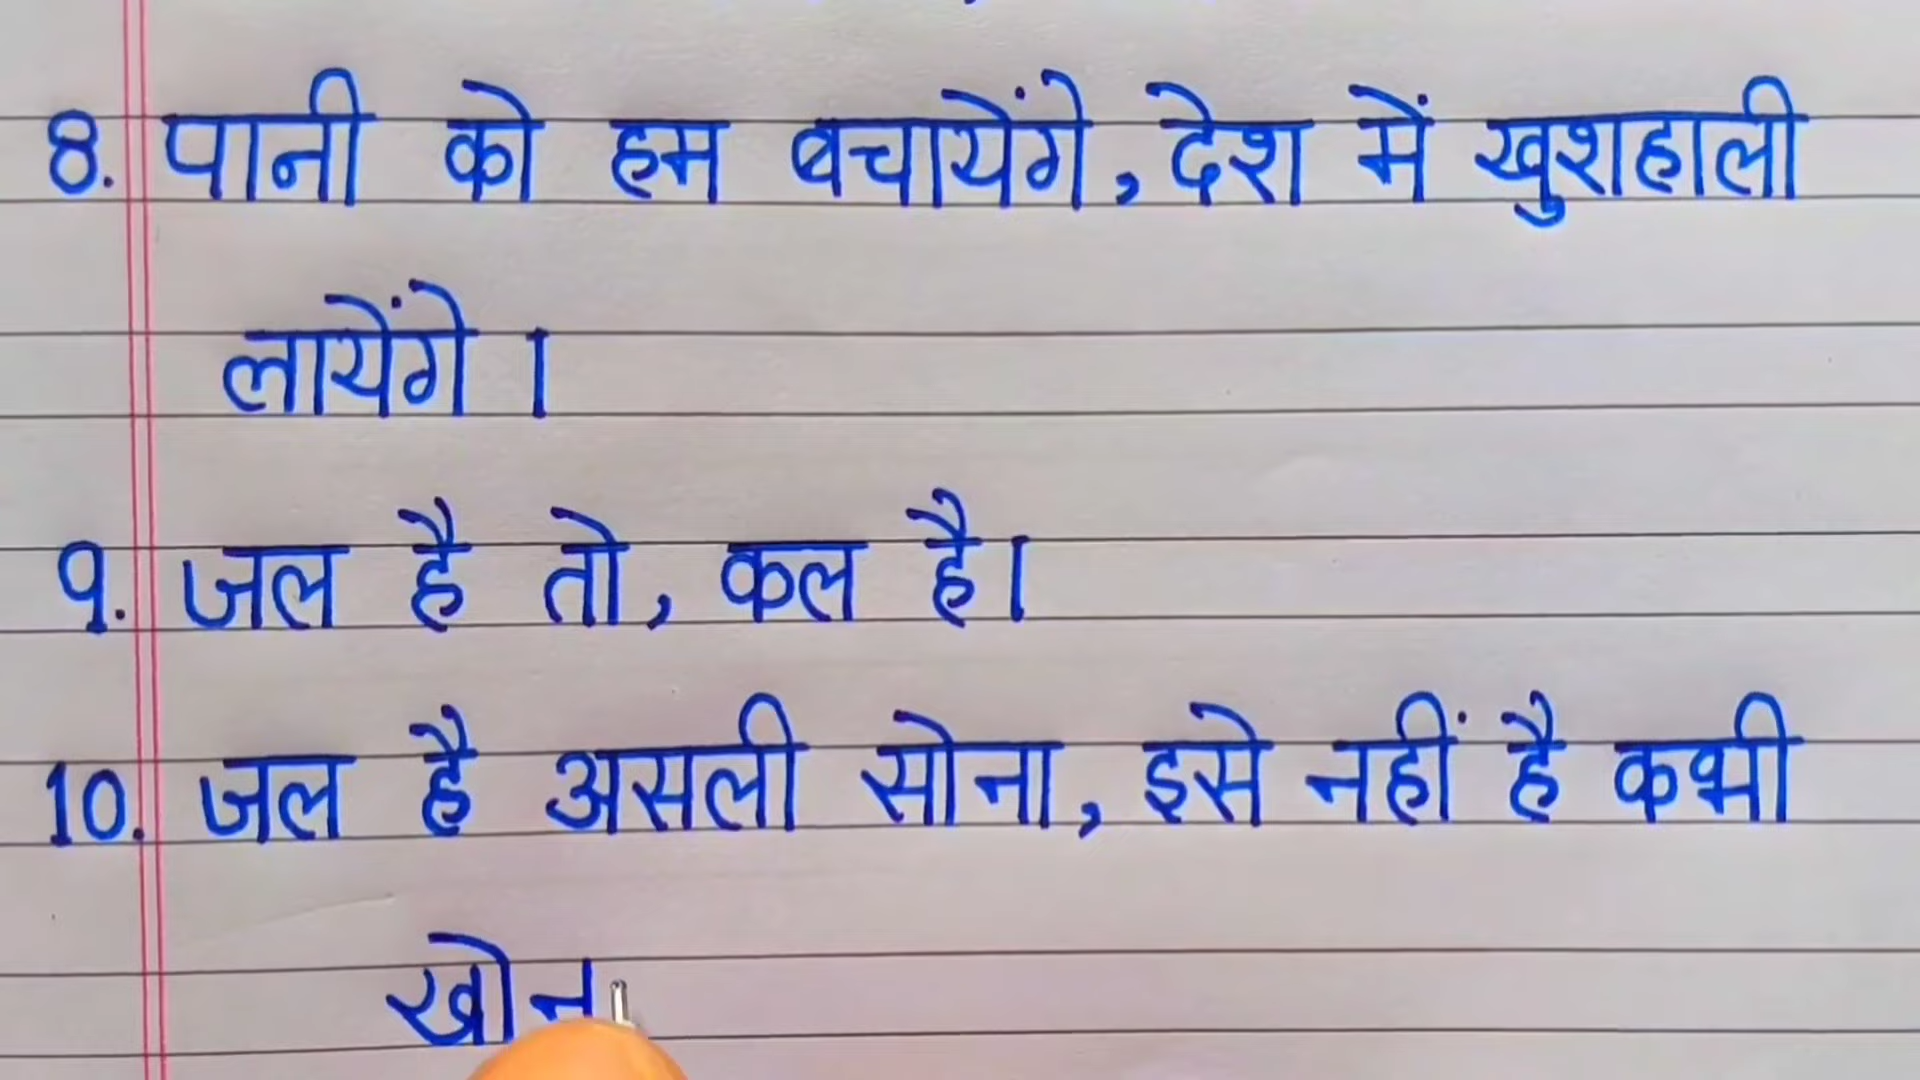 8. पानी को हम बचायेंगे, देश में खुशहाली
लायेंगे ।
9. जल है तो, कल है।
10. जल है असली सोना, इसे नहीं है कभी
खोन